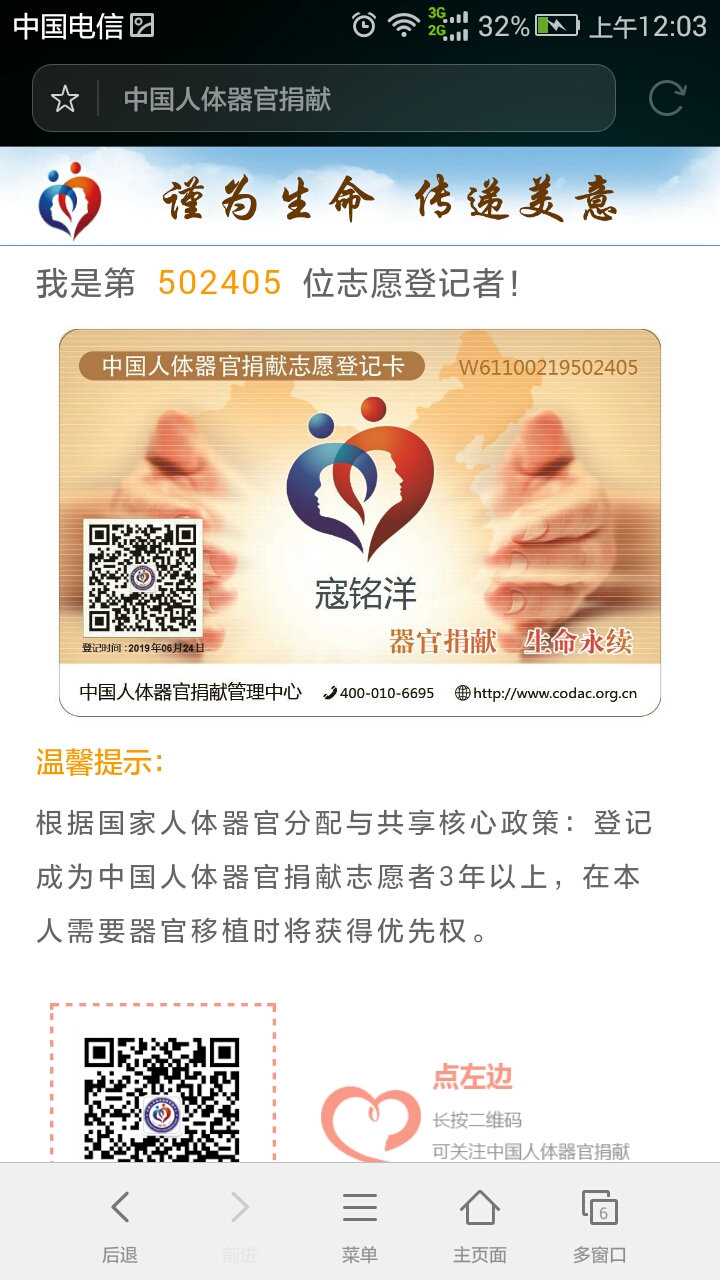 中国电信 3G 2G 32% 上午12:03
中国人体器官捐献
谨为生命 传递美意
我是第 502405 位志愿登记者!
中国人体器官捐献志愿登记卡 W61100219502405
寇铭洋
器官捐献 生命永续
登记时间:2019年06月24日
中国人体器官捐献管理中心 400-010-6695 http://www.codac.org.cn
温馨提示:
根据国家人体器官分配与共享核心政策:登记
成为中国人体器官捐献志愿者3年以上,在本
人需要器官移植时将获得优先权。
点左边
长按二维码
可关注中国人体器官捐献
后退 前进 菜单 主页面 6 多窗口